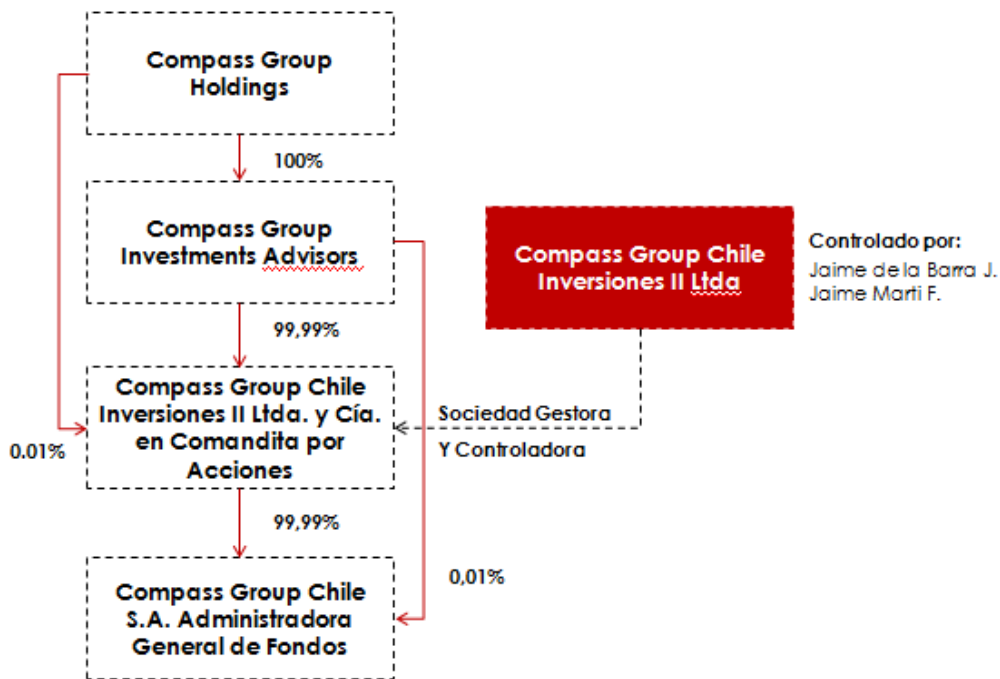 Compass Group
Holdings
100%
Compass Group
Investments Advisors
Compass Group Chile
Inversiones II Ltda
Controlado por:
Jaime de la Barra J.
Jaime Marti F.
99,99%
Compass Group Chile
Inversiones II Ltda. y Cía.
en Comandita por
Acciones
0.01%
Sociedad Gestora
Y Controladora
99,99%
0,01%
Compass Group Chile
S.A. Administradora
General de Fondos